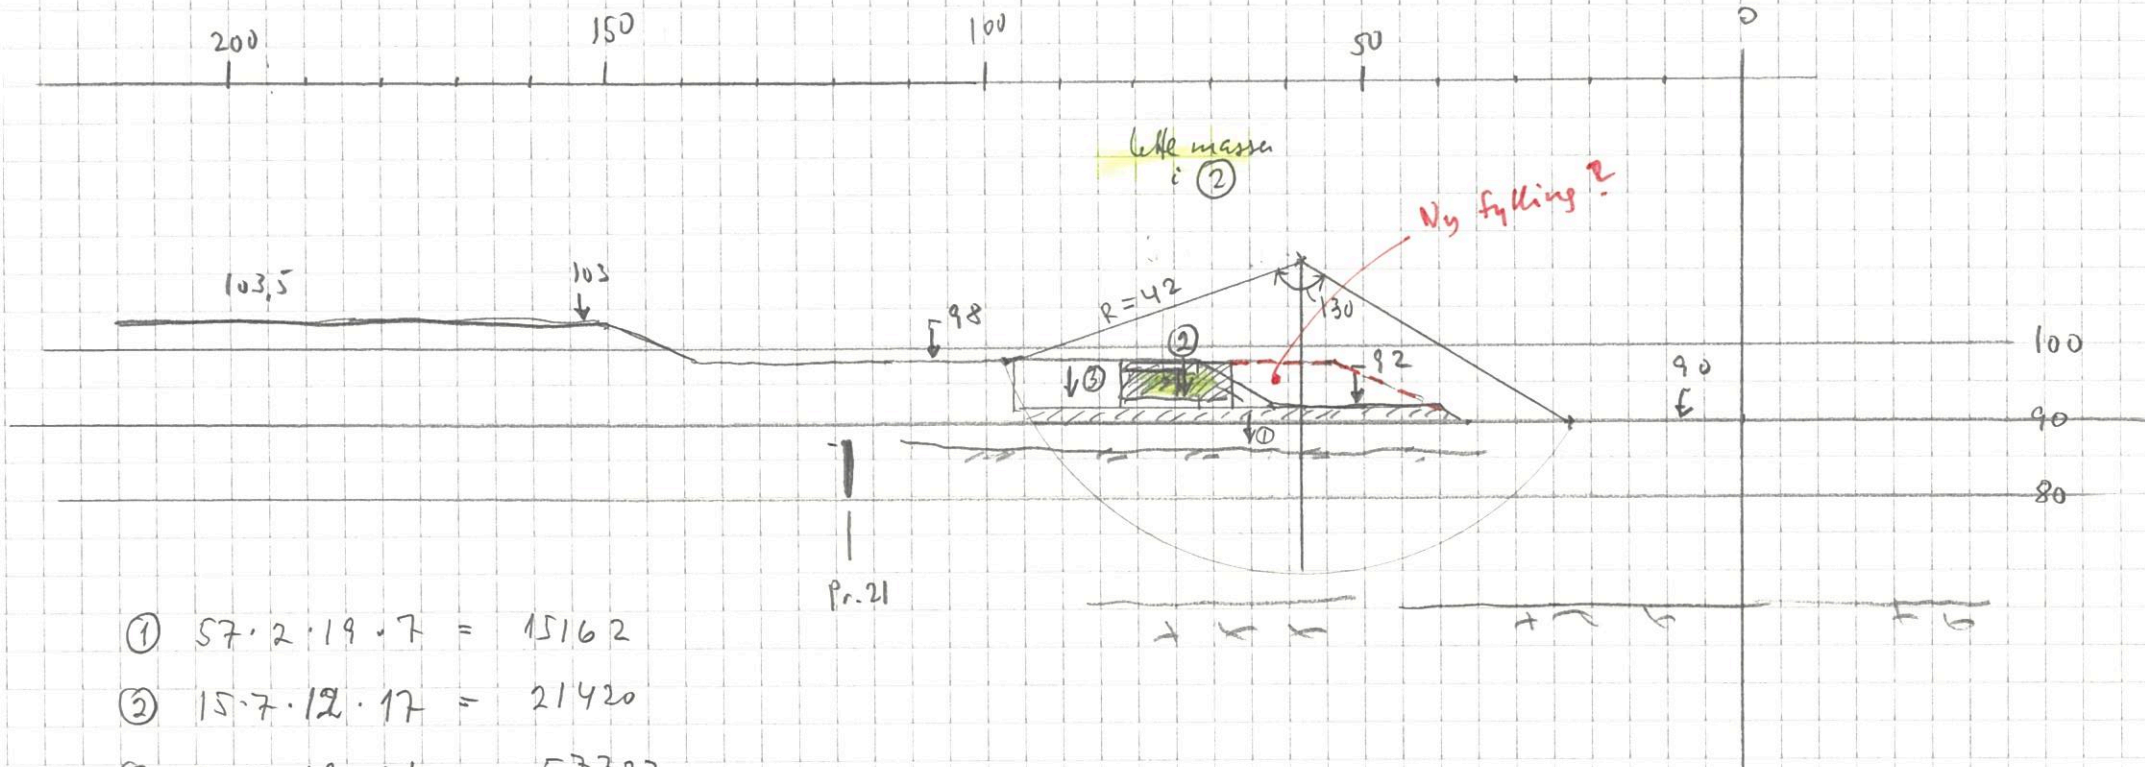 200 150 100 50 0
lette masser
i ②
Ny fylling?
103,5 103 98
R = 42
130
② ③ 92 90
①
100
90
80
Pr. 21
① 57·2·19·7 = 15162
② 15·7·12·17 = 21420